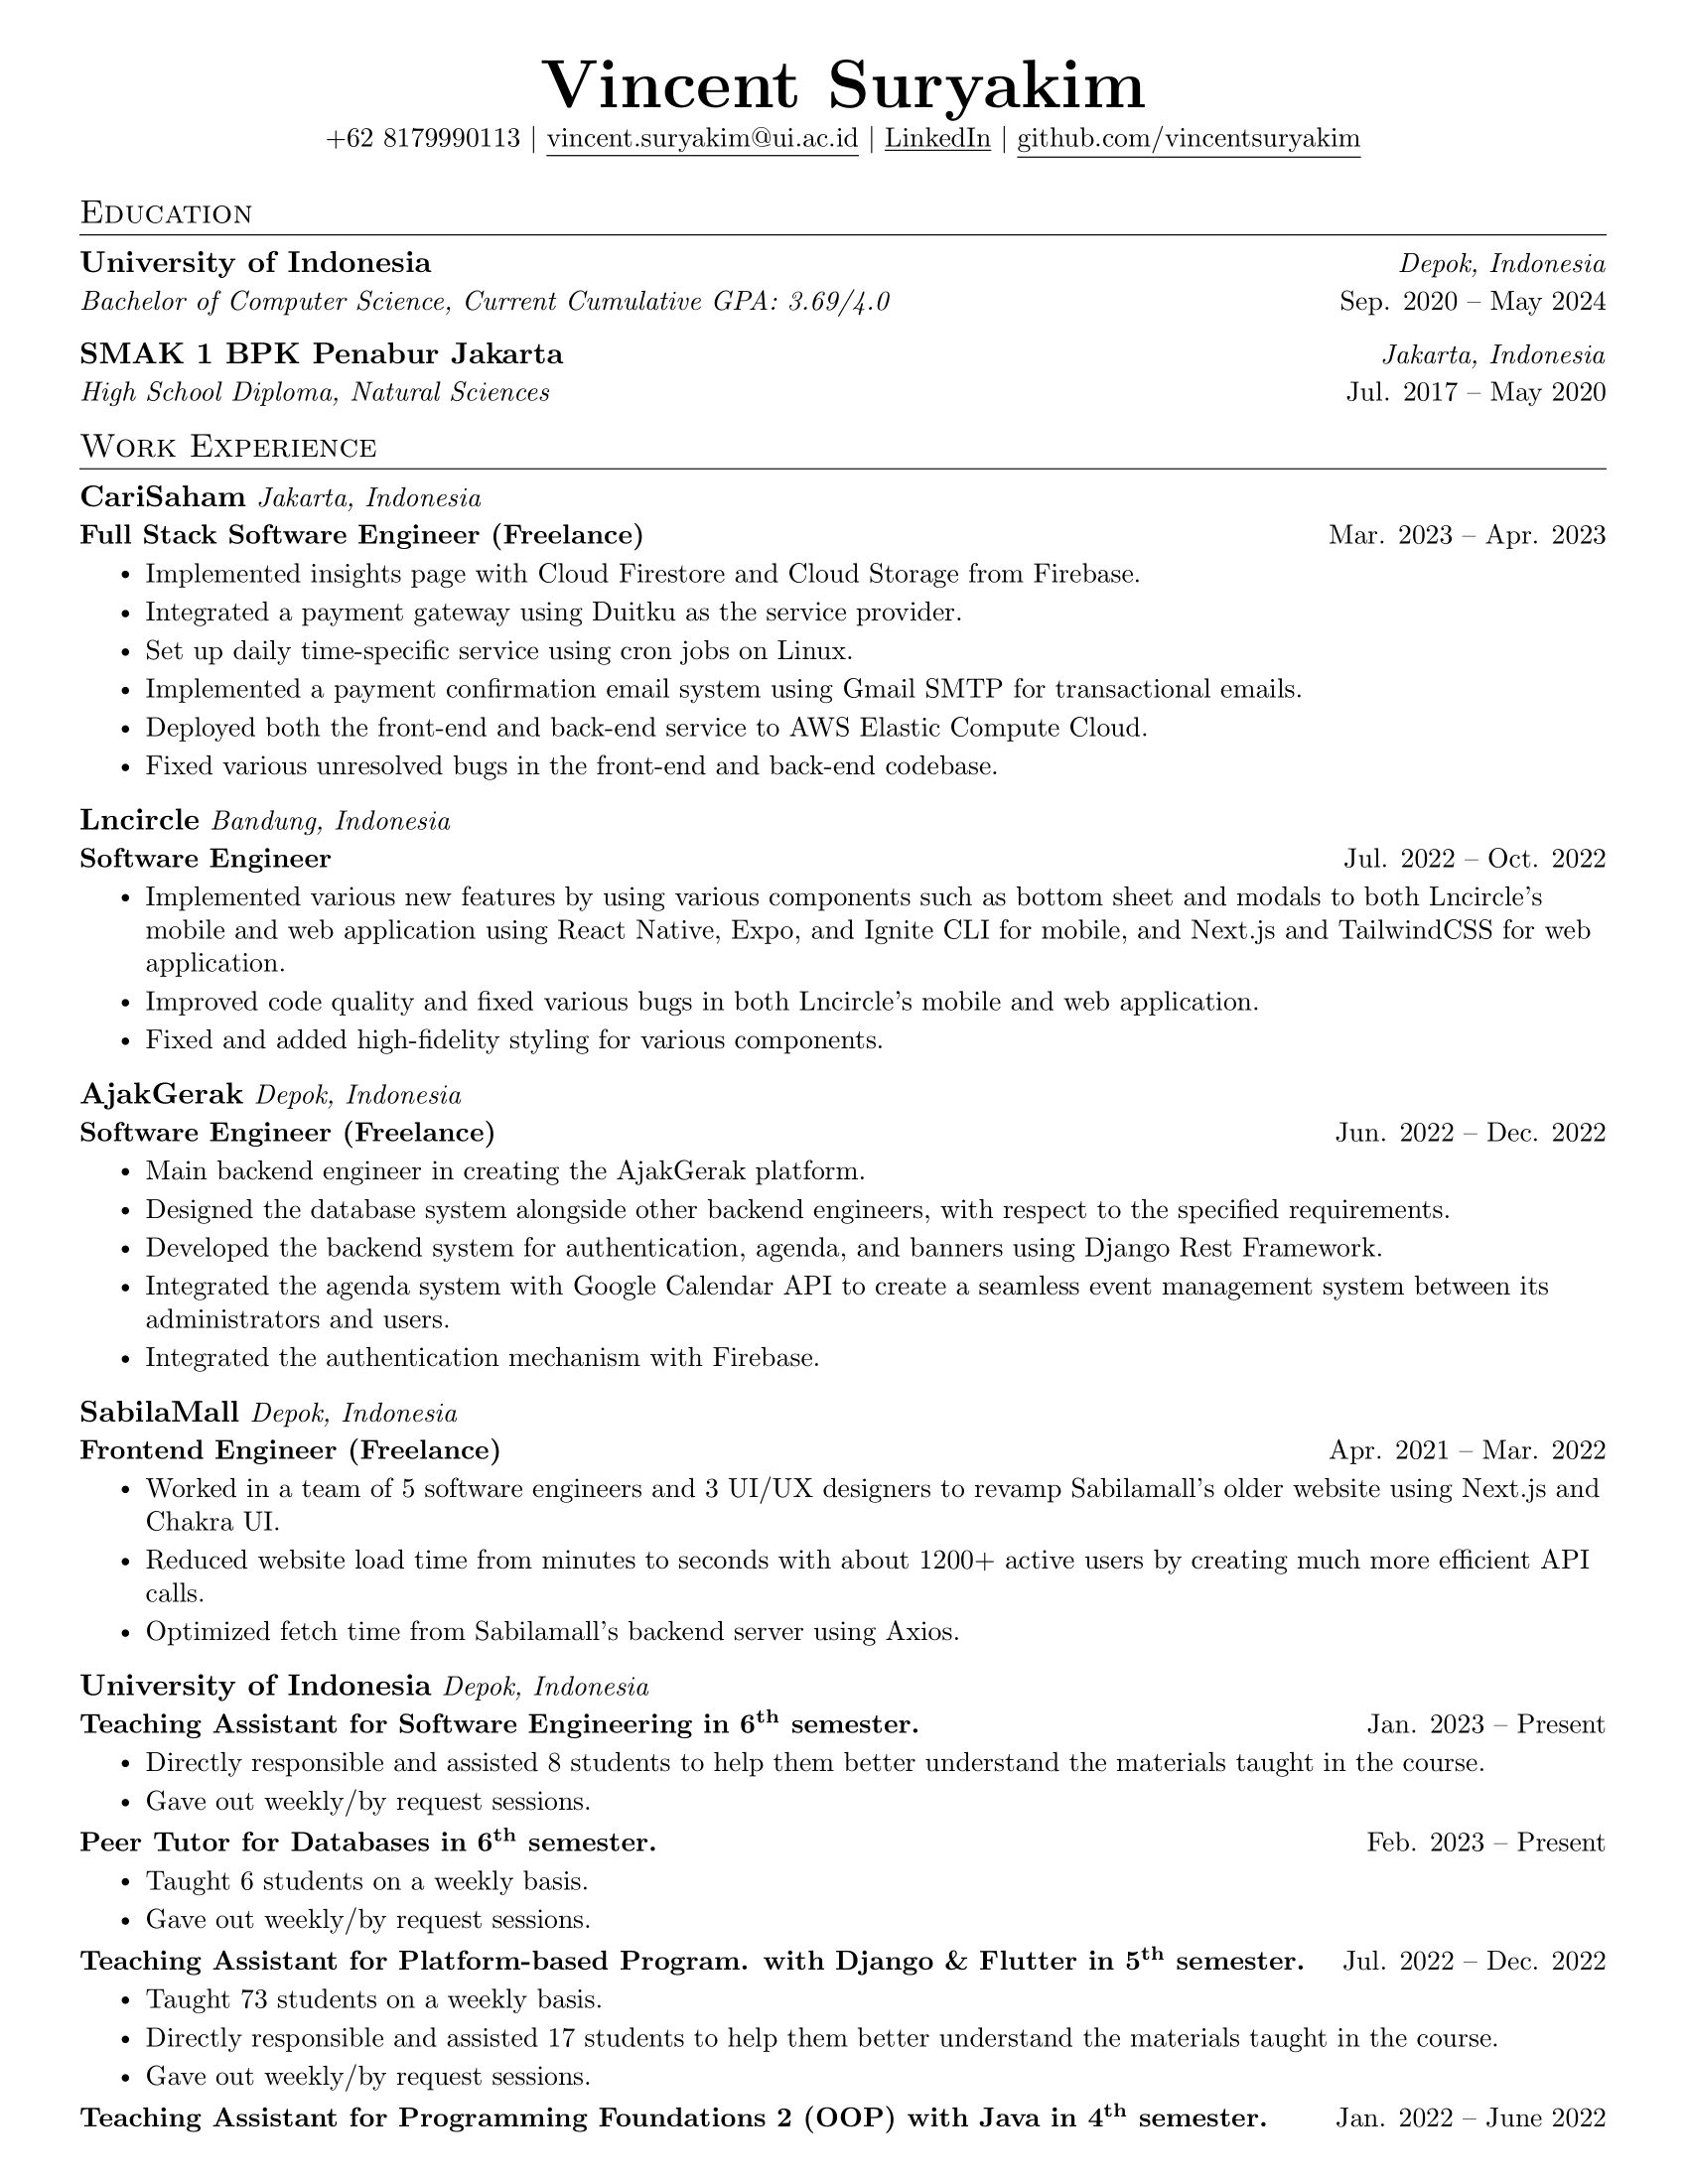 Vincent Suryakim
+62 8179990113 | vincent.suryakim@ui.ac.id | LinkedIn | github.com/vincentsuryakim
Education
University of Indonesia Depok, Indonesia
Bachelor of Computer Science, Current Cumulative GPA: 3.69/4.0 Sep. 2020 – May 2024
SMAK 1 BPK Penabur Jakarta Jakarta, Indonesia
High School Diploma, Natural Sciences Jul. 2017 – May 2020
Work Experience
CariSaham Jakarta, Indonesia
Full Stack Software Engineer (Freelance) Mar. 2023 – Apr. 2023
• Implemented insights page with Cloud Firestore and Cloud Storage from Firebase.
• Integrated a payment gateway using Duitku as the service provider.
• Set up daily time-specific service using cron jobs on Linux.
• Implemented a payment confirmation email system using Gmail SMTP for transactional emails.
• Deployed both the front-end and back-end service to AWS Elastic Compute Cloud.
• Fixed various unresolved bugs in the front-end and back-end codebase.
Lncircle Bandung, Indonesia
Software Engineer Jul. 2022 – Oct. 2022
• Implemented various new features by using various components such as bottom sheet and modals to both Lncircle's
mobile and web application using React Native, Expo, and Ignite CLI for mobile, and Next.js and TailwindCSS for web
application.
• Improved code quality and fixed various bugs in both Lncircle's mobile and web application.
• Fixed and added high-fidelity styling for various components.
AjakGerak Depok, Indonesia
Software Engineer (Freelance) Jun. 2022 – Dec. 2022
• Main backend engineer in creating the AjakGerak platform.
• Designed the database system alongside other backend engineers, with respect to the specified requirements.
• Developed the backend system for authentication, agenda, and banners using Django Rest Framework.
• Integrated the agenda system with Google Calendar API to create a seamless event management system between its
administrators and users.
• Integrated the authentication mechanism with Firebase.
SabilaMall Depok, Indonesia
Frontend Engineer (Freelance) Apr. 2021 – Mar. 2022
• Worked in a team of 5 software engineers and 3 UI/UX designers to revamp Sabilamall's older website using Next.js and
Chakra UI.
• Reduced website load time from minutes to seconds with about 1200+ active users by creating much more efficient API
calls.
• Optimized fetch time from Sabilamall's backend server using Axios.
University of Indonesia Depok, Indonesia
Teaching Assistant for Software Engineering in 6th semester. Jan. 2023 – Present
• Directly responsible and assisted 8 students to help them better understand the materials taught in the course.
• Gave out weekly/by request sessions.
Peer Tutor for Databases in 6th semester. Feb. 2023 – Present
• Taught 6 students on a weekly basis.
• Gave out weekly/by request sessions.
Teaching Assistant for Platform-based Program. with Django & Flutter in 5th semester. Jul. 2022 – Dec. 2022
• Taught 73 students on a weekly basis.
• Directly responsible and assisted 17 students to help them better understand the materials taught in the course.
• Gave out weekly/by request sessions.
Teaching Assistant for Programming Foundations 2 (OOP) with Java in 4th semester. Jan. 2022 – June 2022